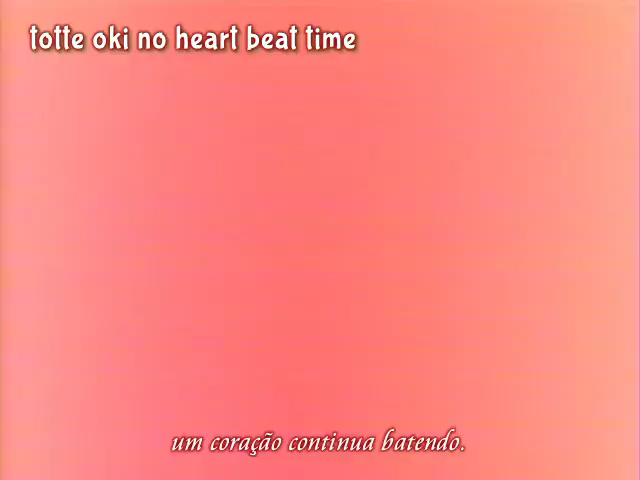 totte oki no heart beat time
um coração continua batendo.